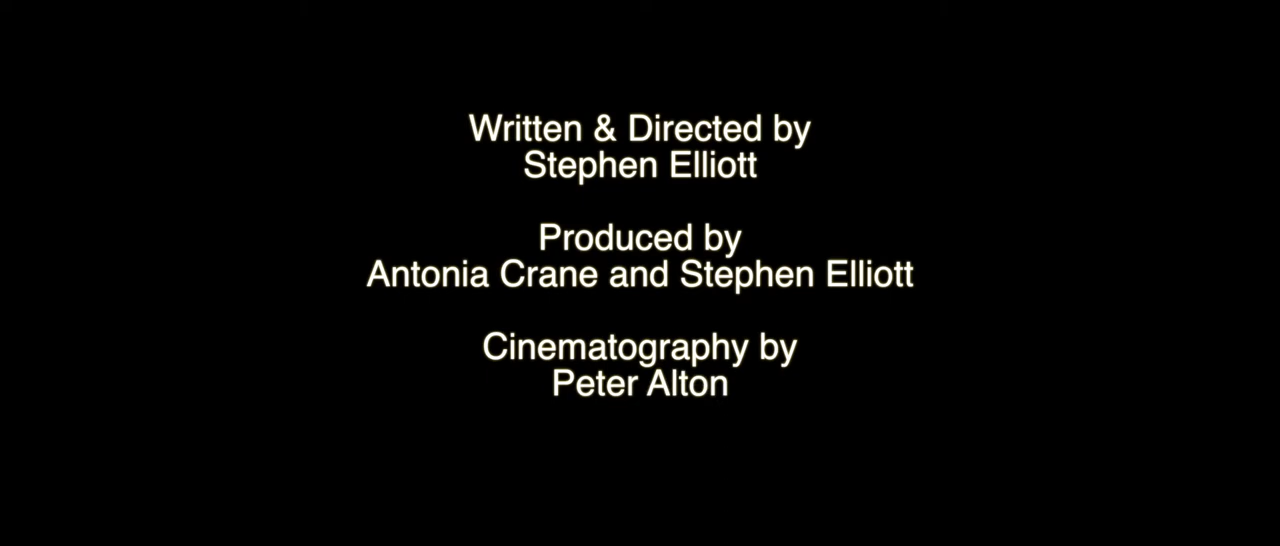 Written & Directed by
Stephen Elliott
Produced by
Antonia Crane and Stephen Elliott
Cinematography by
Peter Alton